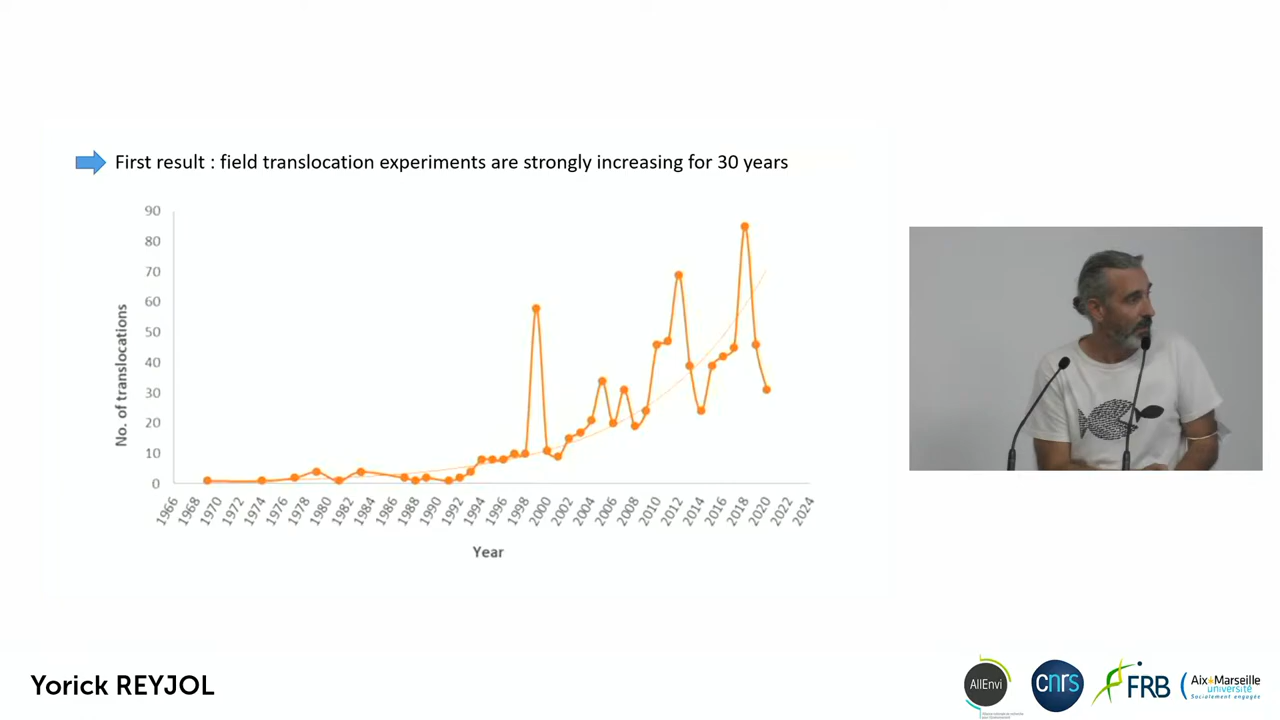 First result : field translocation experiments are strongly increasing for 30 years
90
80
70
60
50
40
30
20
10
0
No. of translocations
1966 1968 1970 1972 1974 1976 1978 1980 1982 1984 1986 1988 1990 1992 1994 1996 1998 2000 2002 2004 2006 2008 2010 2012 2014 2016 2018 2020 2022 2024
Year
Yorick REYJOL
AllEnvi
cnrs
FRB
Aix Marseille
université
Socialement engagée